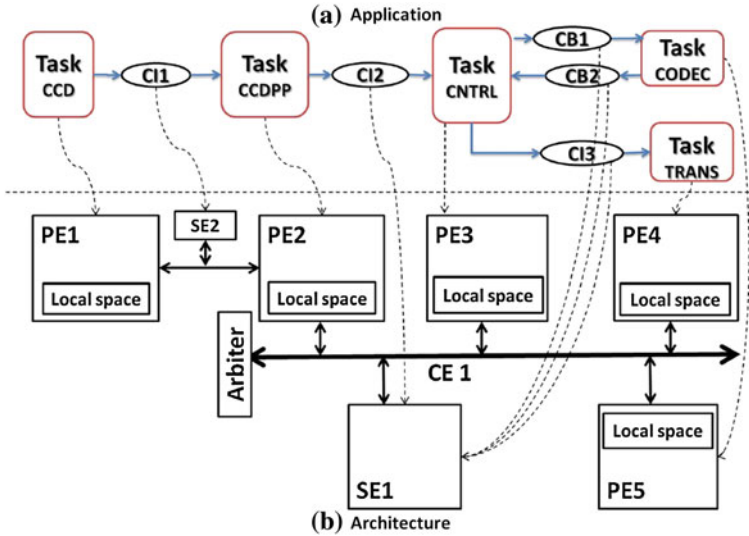 (a) Application
Task
CCD
CI1
Task
CCDPP
CI2
Task
CNTRL
CB1
CB2
Task
CODEC
CI3
Task
TRANS
PE1
Local space
SE2
PE2
Local space
PE3
Local space
PE4
Local space
Arbiter
CE 1
SE1
Local space
PE5
(b) Architecture